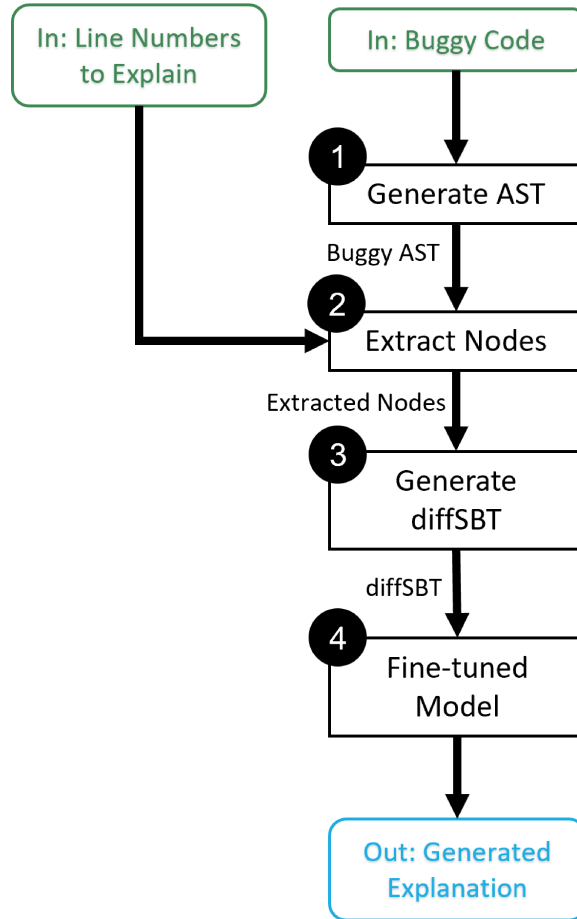 In: Line Numbers
to Explain
In: Buggy Code
1
Generate AST
Buggy AST
2
Extract Nodes
Extracted Nodes
3
Generate
diffSBT
diffSBT
4
Fine-tuned
Model
Out: Generated
Explanation